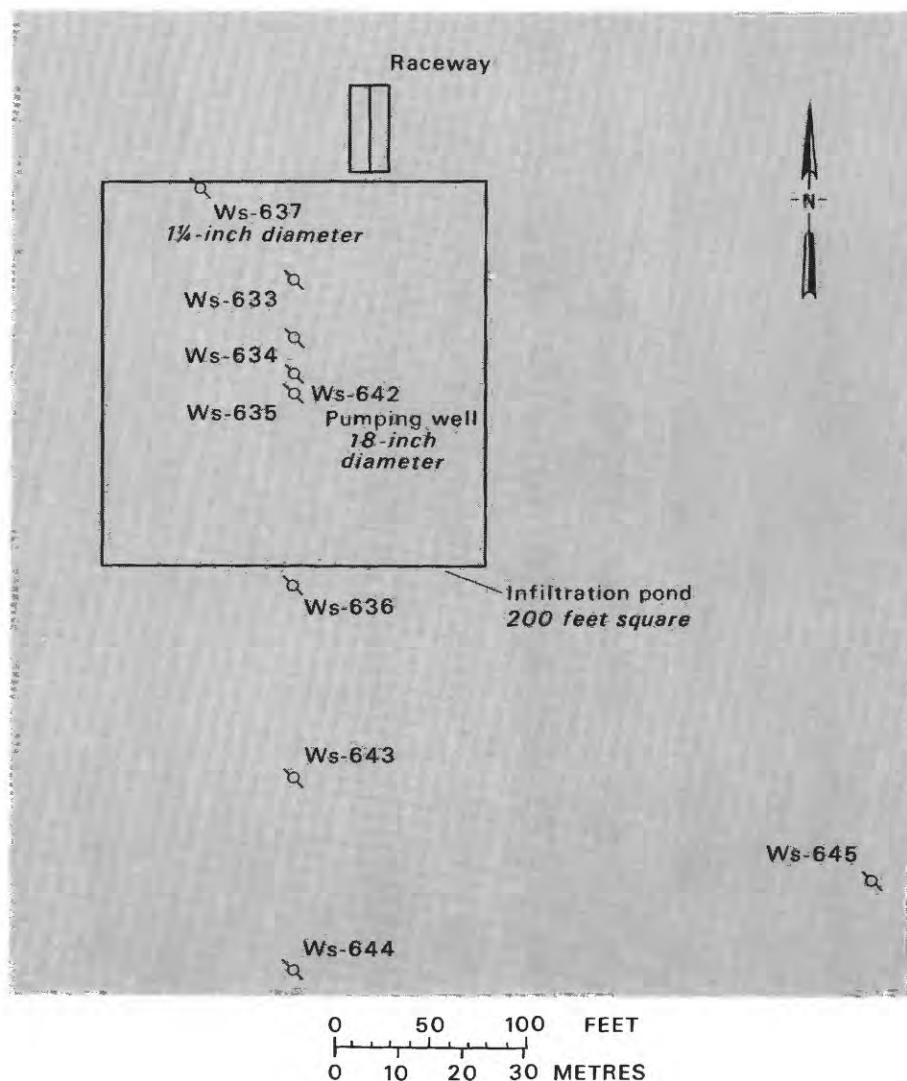 Raceway
N
Ws-637
1¼-inch diameter
Ws-633
Ws-634
Ws-642
Ws-635
Pumping well
18-inch
diameter
Infiltration pond
200 feet square
Ws-636
Ws-643
Ws-645
Ws-644
0 50 100 FEET
0 10 20 30 METRES